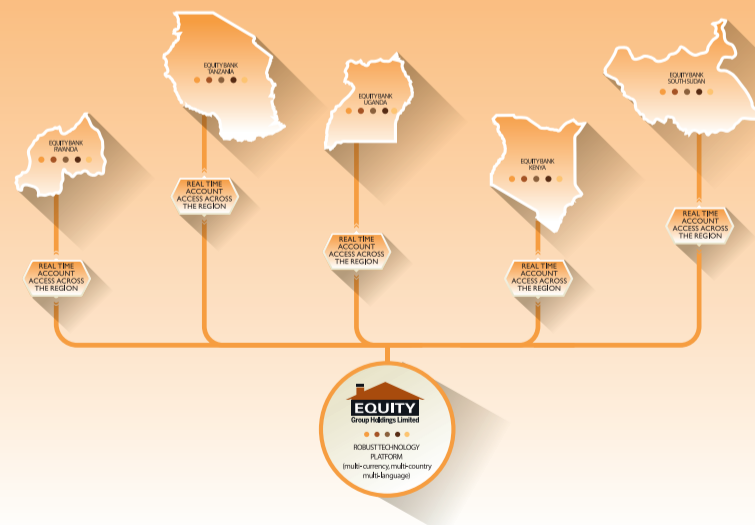 EQUITY BANK
TANZANIA
EQUITY BANK
SOUTH SUDAN
EQUITY BANK
UGANDA
EQUITY BANK
RWANDA
EQUITY BANK
KENYA
REAL TIME
ACCOUNT
ACCESS ACROSS
THE REGION
REAL TIME
ACCOUNT
ACCESS ACROSS
THE REGION
REAL TIME
ACCOUNT
ACCESS ACROSS
THE REGION
REAL TIME
ACCOUNT
ACCESS ACROSS
THE REGION
REAL TIME
ACCOUNT
ACCESS ACROSS
THE REGION
EQUITY
Group Holdings Limited
ROBUST TECHNOLOGY
PLATFORM
(multi-currency, multi-country
multi-language)